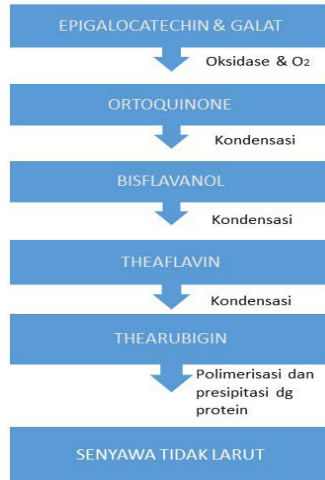 EPIGALOCATECHIN & GALAT
Oksidase & O₂
ORTOQUINONE
Kondensasi
BISFLAVANOL
Kondensasi
THEAFLAVIN
Kondensasi
THEARUBIGIN
Polimerisasi dan
presipitasi dg
protein
SENYAWA TIDAK LARUT